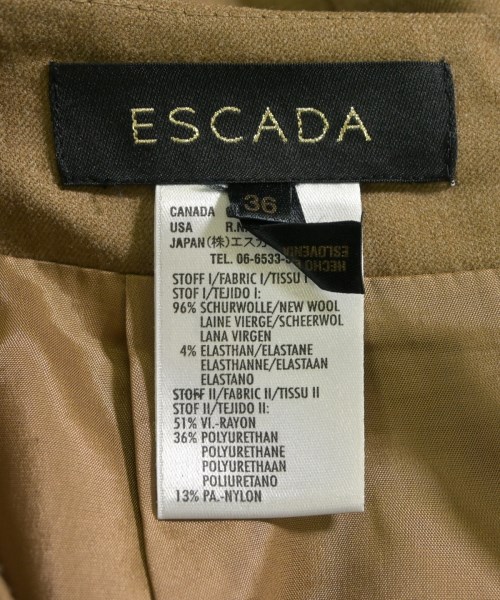 ESCADA
36
CANADA
USA R.N.
JAPAN (株)エスカ
TEL. 06-6533-5
HECHO
ESLOVENIA
STOFF I/FABRIC I/TISSU I
STOF I/TEJIDO I:
96% SCHURWOLLE/NEW WOOL
LAINE VIERGE/SCHEERWOL
LANA VIRGEN
4% ELASTHAN/ELASTANE
ELASTHANNE/ELASTAAN
ELASTANO
STOFF II/FABRIC II/TISSU II
STOF II/TEJIDO II:
51% VI.-RAYON
36% POLYURETHAN
POLYURETHANE
POLYURETHAAN
POLIURETANO
13% PA.-NYLON